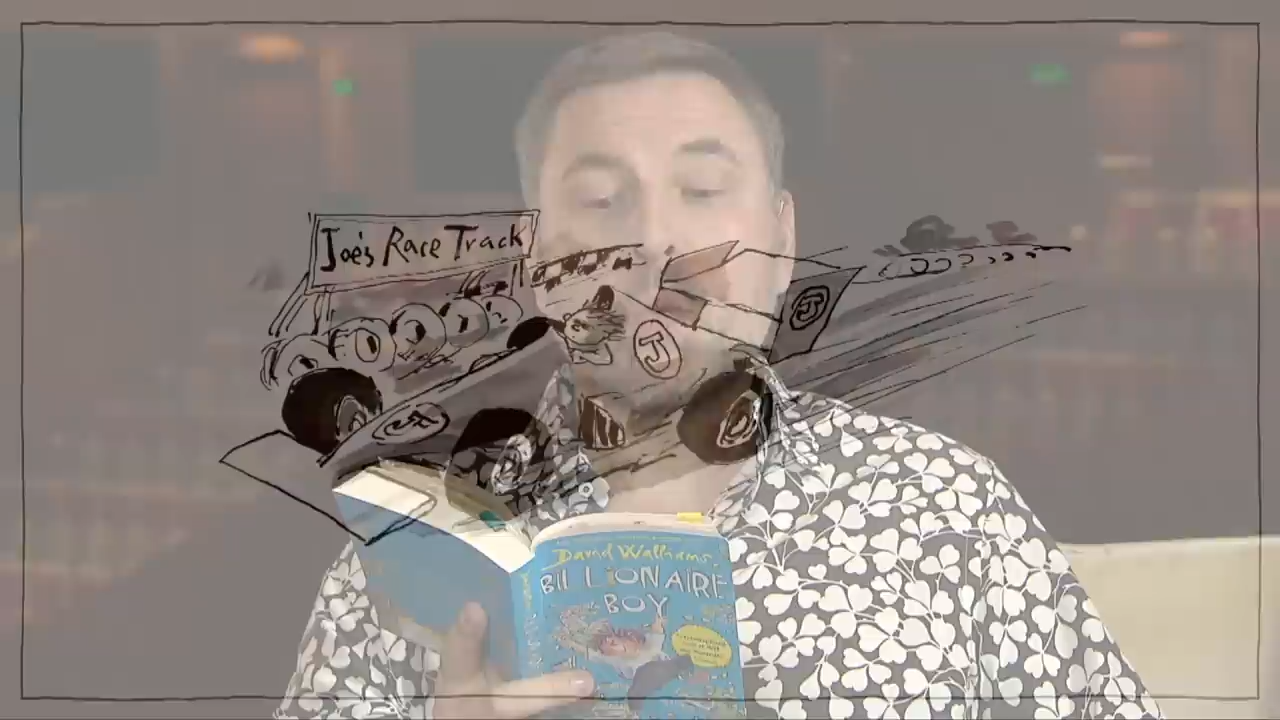 Joe's Race Track
J
J
J
J
David Walliams
BILLIONAIRE
BOY